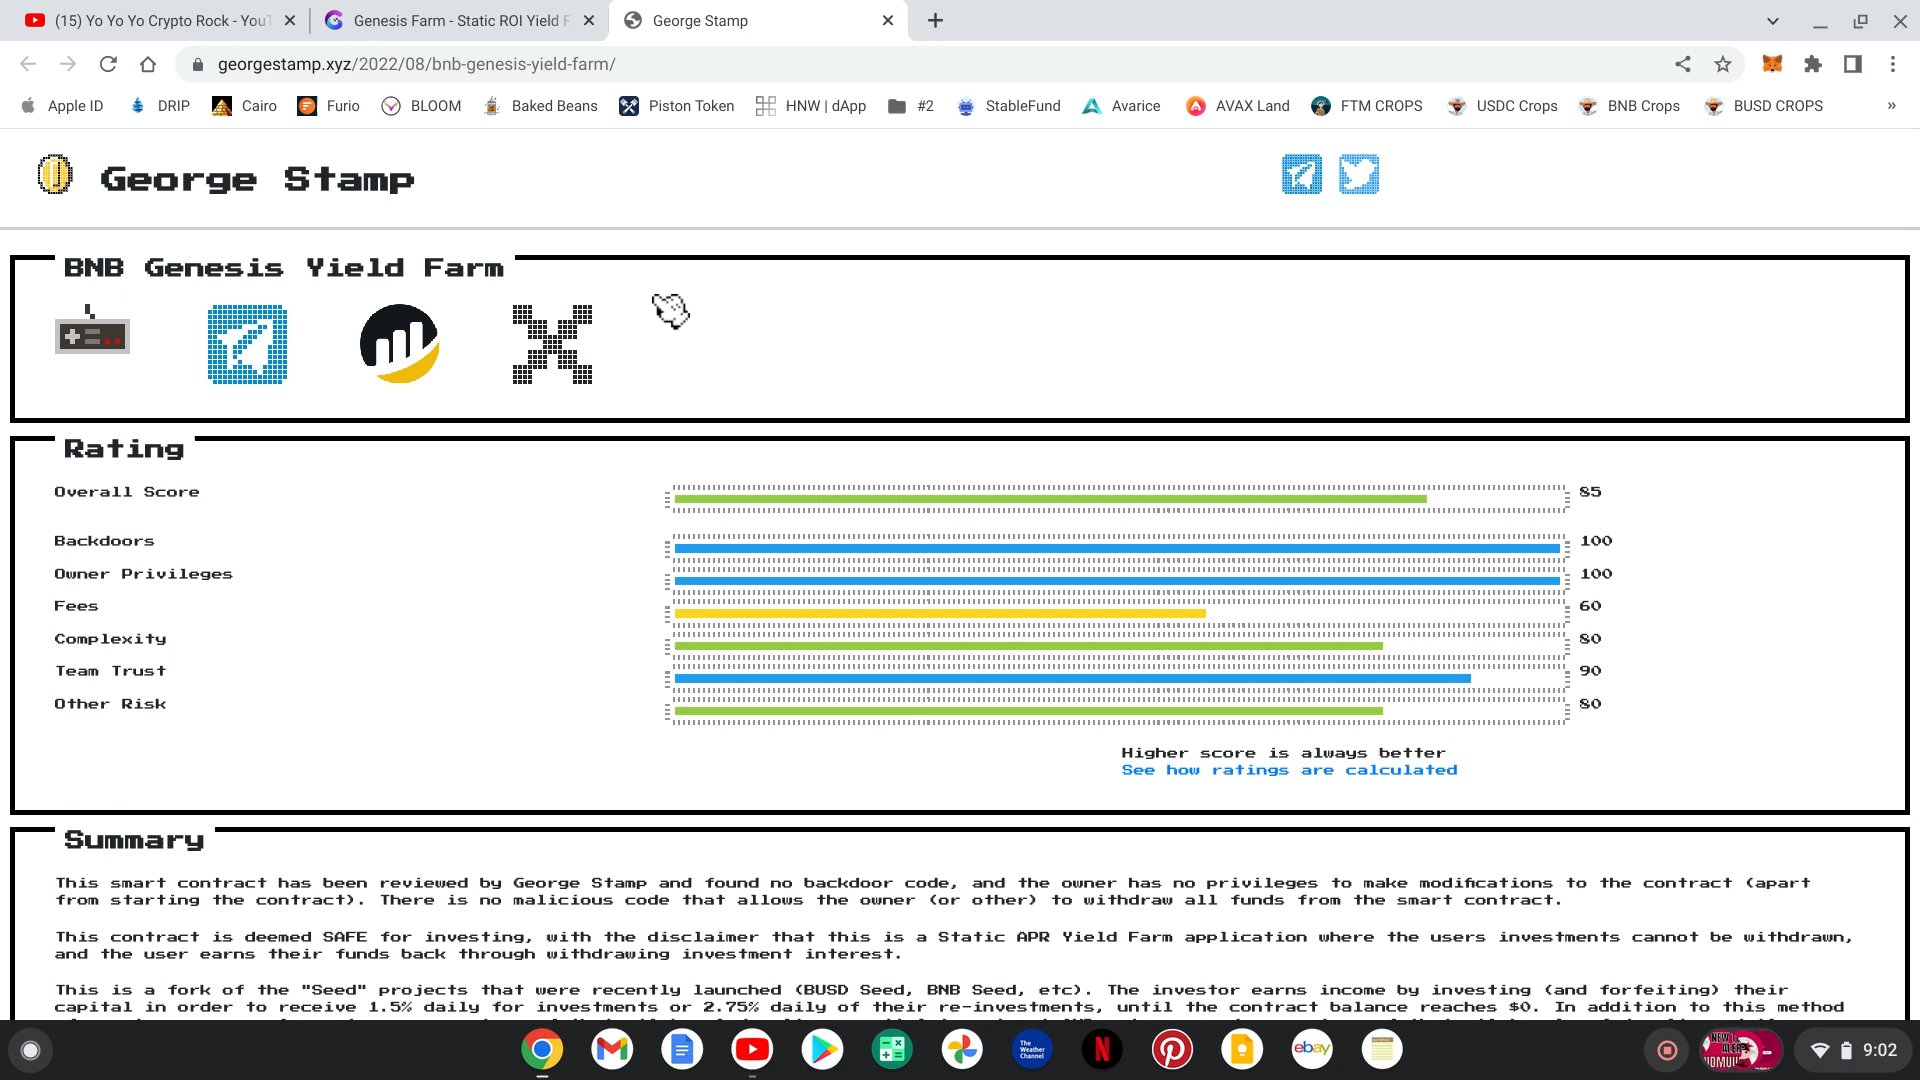 (15) Yo Yo Yo Crypto Rock - YouT
Genesis Farm - Static ROI Yield F
George Stamp
georgestamp.xyz/2022/08/bnb-genesis-yield-farm/
Apple ID
DRIP
Cairo
Furio
BLOOM
Baked Beans
Piston Token
HNW | dApp
#2
StableFund
Avarice
AVAX Land
FTM CROPS
USDC Crops
BNB Crops
BUSD CROPS
»
George Stamp
BNB Genesis Yield Farm
Rating
Overall Score 85
Backdoors 100
Owner Privileges 100
Fees 60
Complexity 80
Team Trust 90
Other Risk 80
Higher score is always better
See how ratings are calculated
Summary
This smart contract has been reviewed by George Stamp and found no backdoor code, and the owner has no privileges to make modifications to the contract (apart
from starting the contract). There is no malicious code that allows the owner (or other) to withdraw all funds from the smart contract.
This contract is deemed SAFE for investing, with the disclaimer that this is a Static APR Yield Farm application where the users investments cannot be withdrawn,
and the user earns their funds back through withdrawing investment interest.
This is a fork of the "Seed" projects that were recently launched (BUSD Seed, BNB Seed, etc). The investor earns income by investing (and forfeiting) their
capital in order to receive 1.5% daily for investments or 2.75% daily of their re-investments, until the contract balance reaches $0. In addition to this method
The Weather Channel
N
ebay
9:02